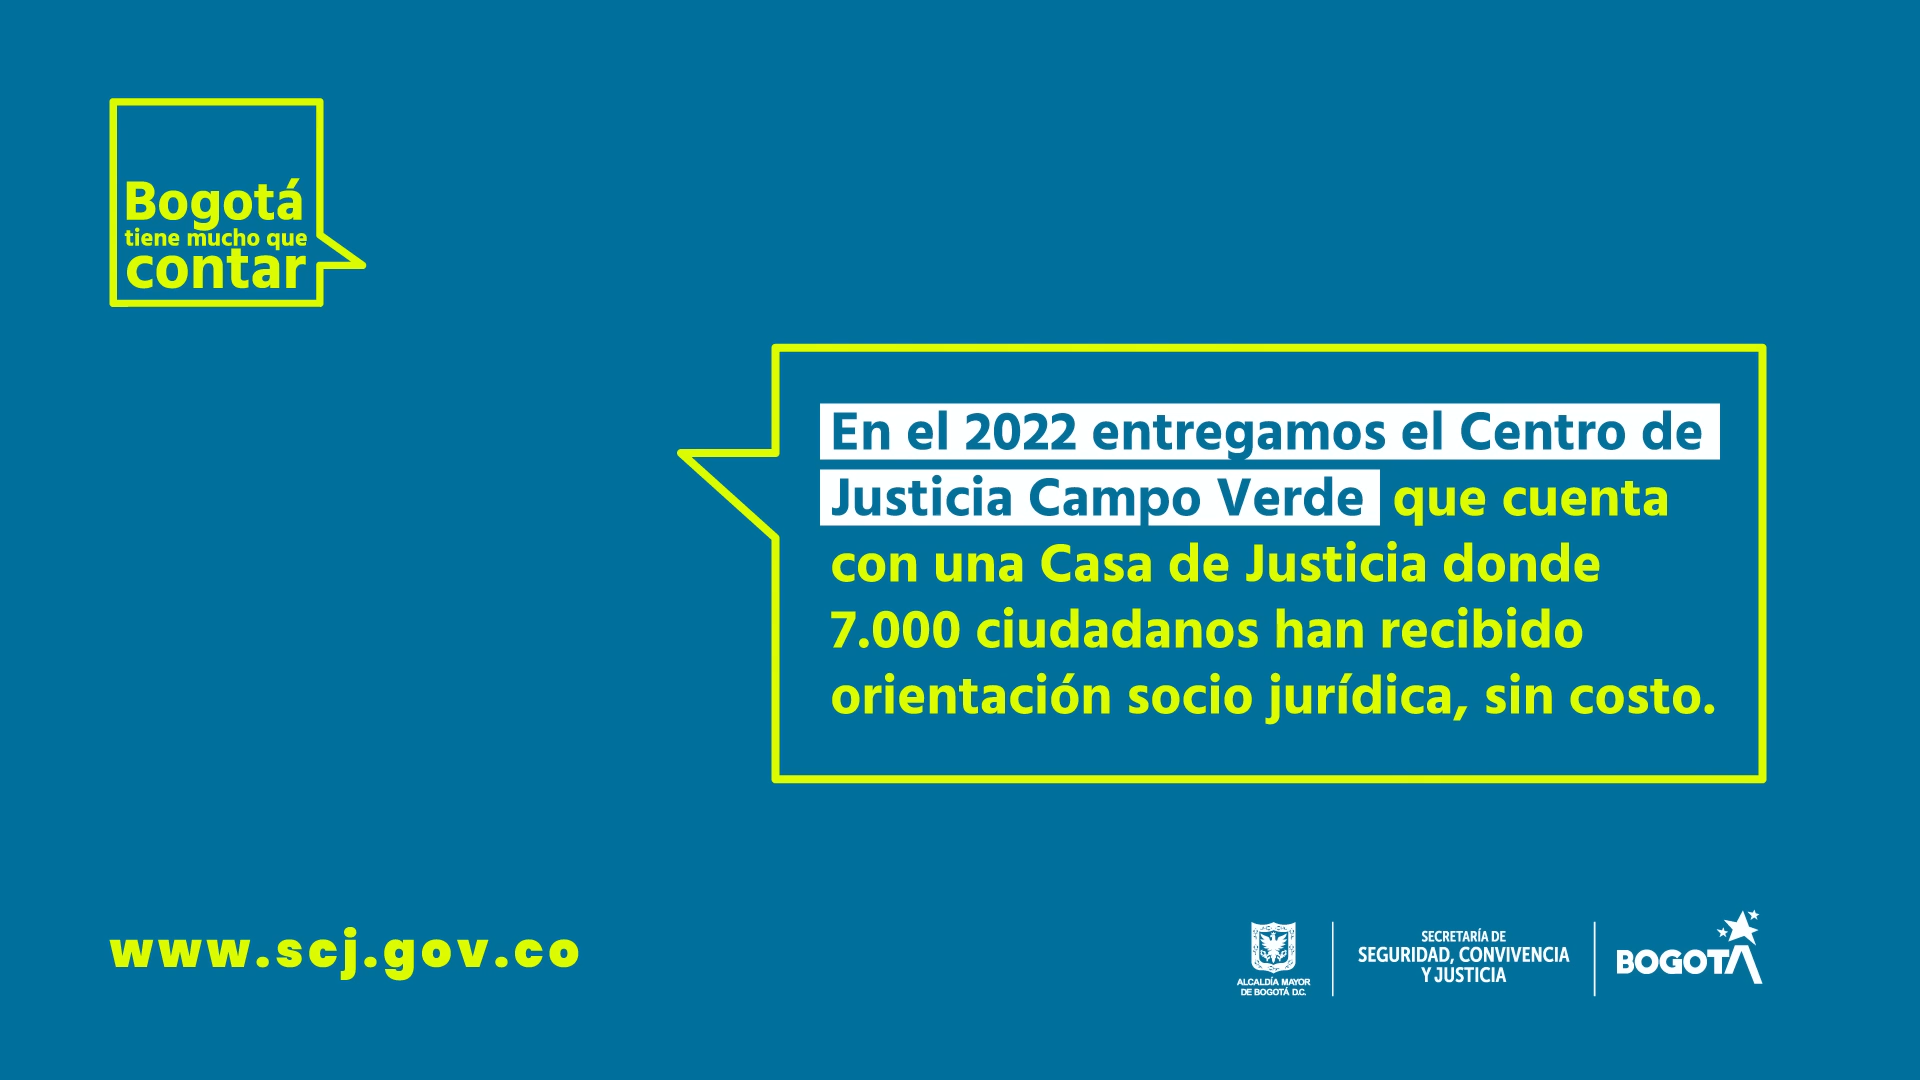 Bogotá
tiene mucho que
contar
En el 2022 entregamos el Centro de
Justicia Campo Verde que cuenta
con una Casa de Justicia donde
7.000 ciudadanos han recibido
orientación socio jurídica, sin costo.
www.scj.gov.co
ALCALDÍA MAYOR
DE BOGOTÁ D.C.
SECRETARÍA DE
SEGURIDAD, CONVIVENCIA
Y JUSTICIA
BOGOTÁ